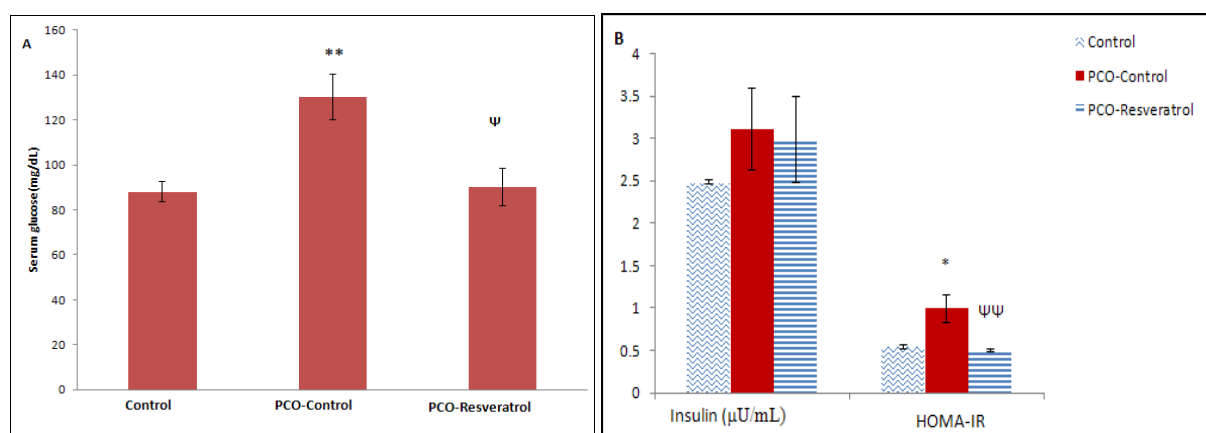 A
Serum glucose(mg/dL)
160
140
120
100
80
60
40
20
0
**
Ψ
Control
PCO-Control
PCO-Resveratrol
B
4
3.5
3
2.5
2
1.5
1
0.5
0
*
ΨΨ
Insulin (μU/mL)
HOMA-IR
Control
PCO-Control
PCO-Resveratrol